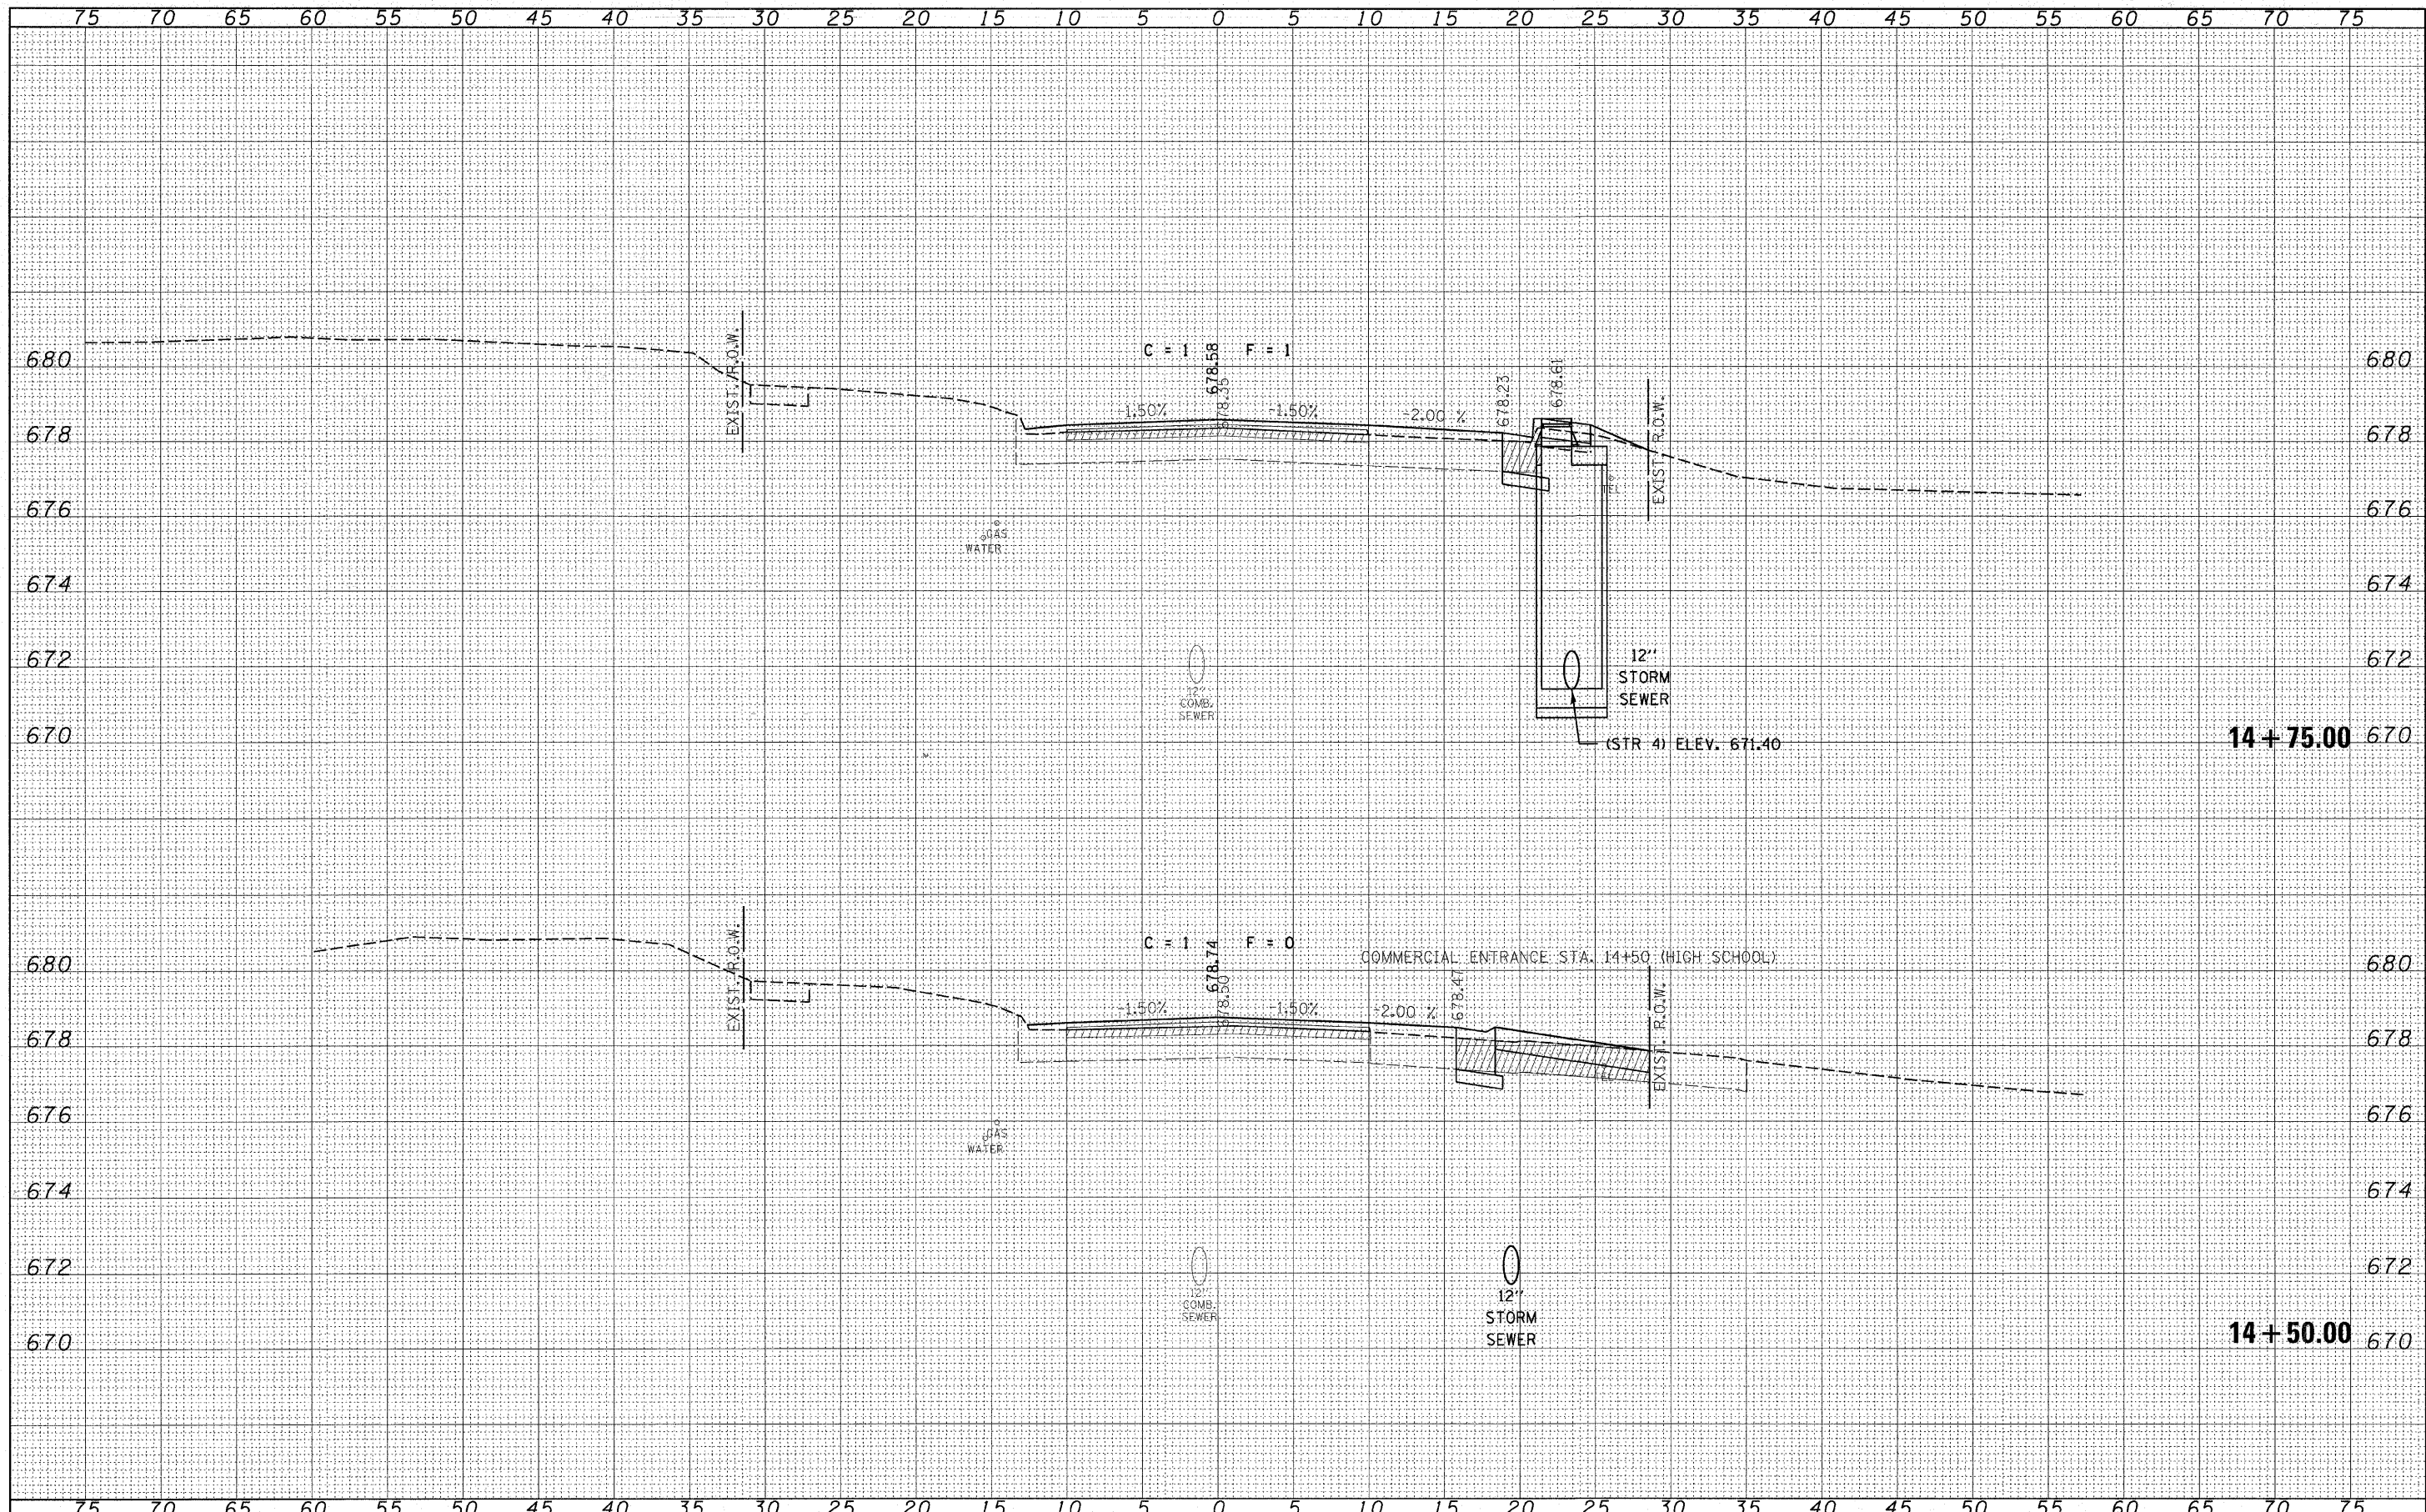 75 70 65 60 55 50 45 40 35 30 25 20 15 10 5 0 5 10 15 20 25 30 35 40 45 50 55 60 65 70 75
EXIST. R.O.W.
C = 1
678.58
678.35
F = 1
-1.50%
-1.50%
-2.00 %
678.23
678.61
EXIST. R.O.W.
680 680
678 678
676 676
674 674
672 672
670 670
TEL
GAS
WATER
12"
COMB.
SEWER
12"
STORM
SEWER
(STR 4) ELEV. 671.40
14+75.00
EXIST. R.O.W.
C = 1
678.74
678.50
F = 0
COMMERCIAL ENTRANCE STA. 14+50 (HIGH SCHOOL)
-1.50%
-1.50%
-2.00 %
678.47
EXIST. R.O.W.
680 680
678 678
676 676
674 674
672 672
670 670
GAS
WATER
12"
COMB.
SEWER
12"
STORM
SEWER
14+50.00
75 70 65 60 55 50 45 40 35 30 25 20 15 10 5 0 5 10 15 20 25 30 35 40 45 50 55 60 65 70 75